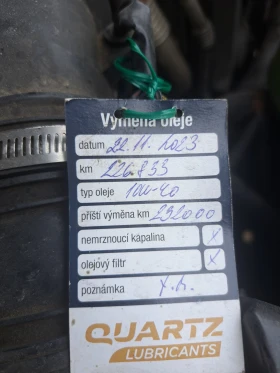 Výměna oleje
datum 22.11.2023
km 226833
typ oleje 10W-40
příští výměna km 232000
nemrznoucí kapalina X
olejový filtr X
poznámka
QUARTZ
LUBRICANTS